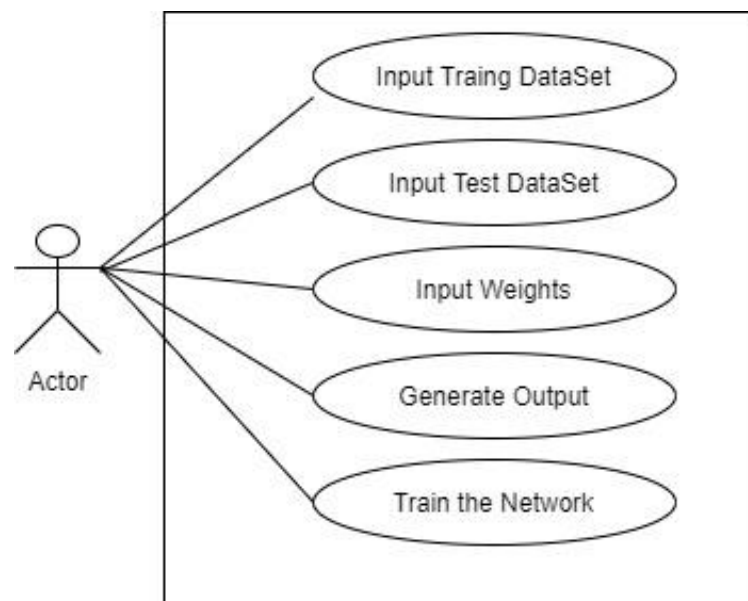 Input Traing DataSet
Input Test DataSet
Input Weights
Actor
Generate Output
Train the Network